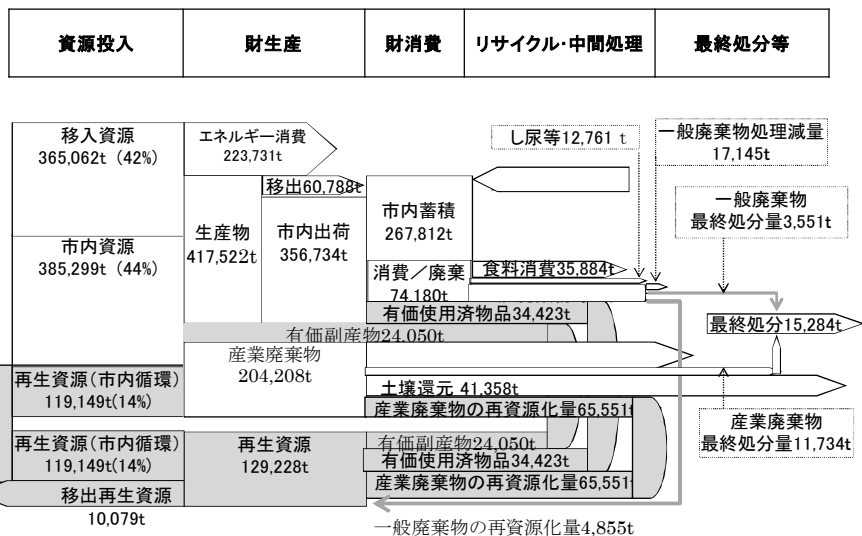 資源投入
財生産
財消費
リサイクル・中間処理
最終処分等
移入資源
365,062t (42%)
エネルギー消費
223,731t
し尿等12,761 t
一般廃棄物処理減量
17,145t
移出60,788t
生産物
417,522t
市内出荷
356,734t
市内蓄積
267,812t
一般廃棄物
最終処分量3,551t
市内資源
385,299t (44%)
消費/廃棄
74,180t
食料消費35,884t
有価使用済物品34,423t
有価副産物24,050t
最終処分15,284t
産業廃棄物
204,208t
再生資源(市内循環)
119,149t(14%)
土壌還元 41,358t
産業廃棄物の再資源化量65,551t
産業廃棄物
最終処分量11,734t
再生資源(市内循環)
119,149t(14%)
再生資源
129,228t
有価副産物24,050t
有価使用済物品34,423t
産業廃棄物の再資源化量65,551t
移出再生資源
10,079t
一般廃棄物の再資源化量4,855t